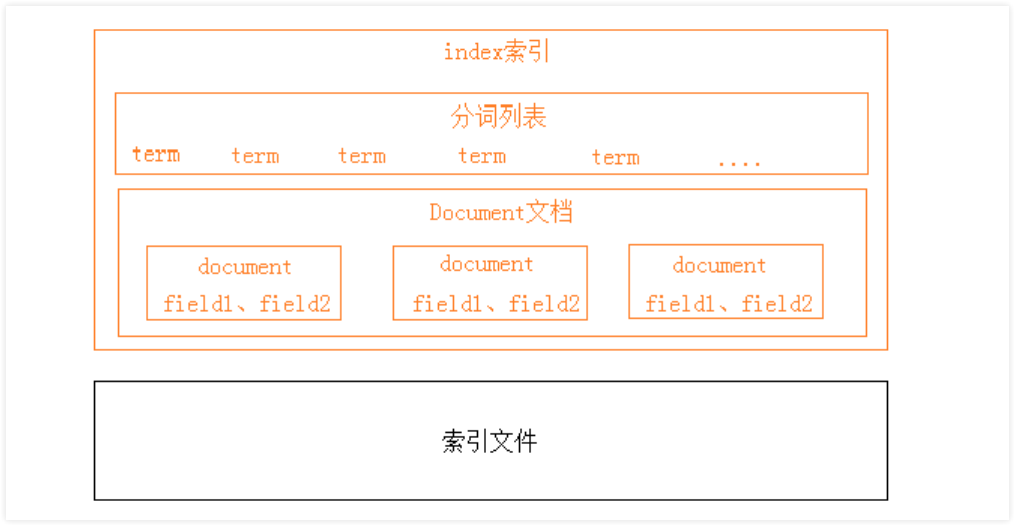 index索引
分词列表
term term term term term ....
Document文档
document document document
field1、field2 field1、field2 field1、field2
索引文件